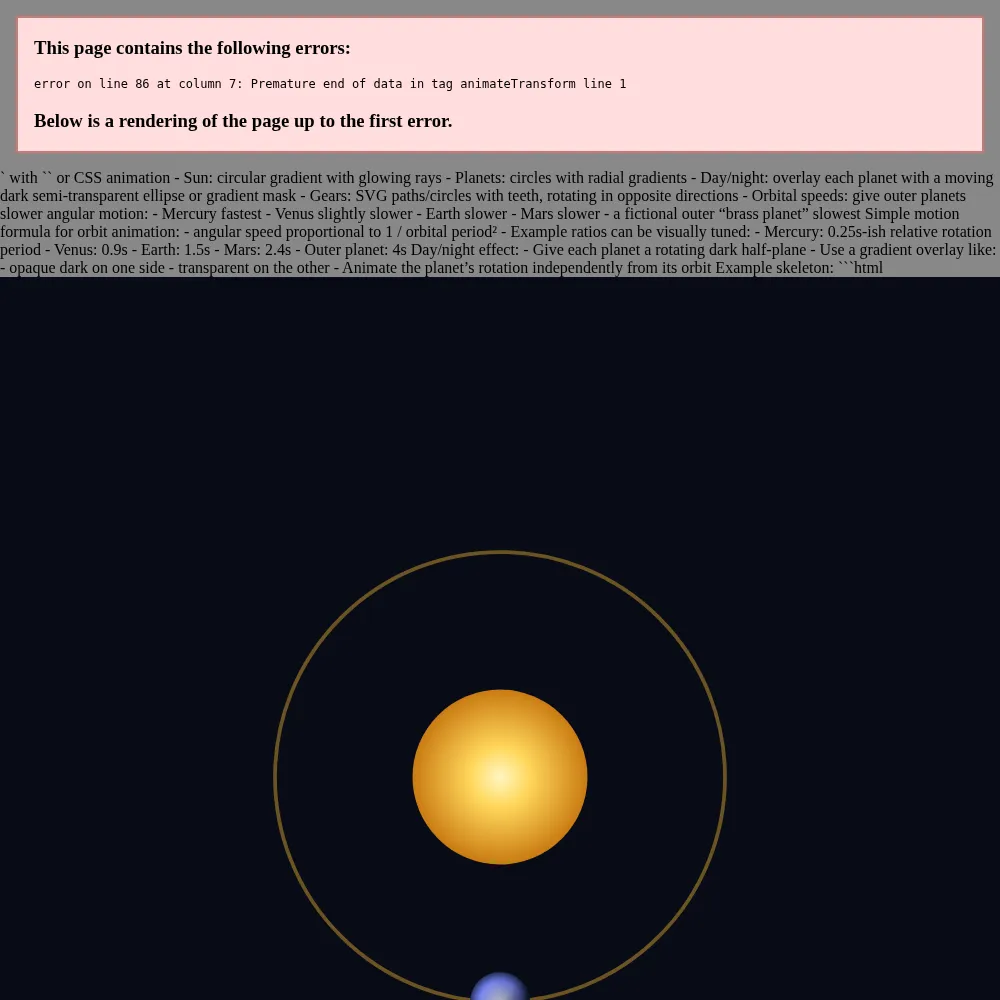 This page contains the following errors:
error on line 86 at column 7: Premature end of data in tag animateTransform line 1
Below is a rendering of the page up to the first error.
` with `` or CSS animation - Sun: circular gradient with glowing rays - Planets: circles with radial gradients - Day/night: overlay each planet with a moving
dark semi-transparent ellipse or gradient mask - Gears: SVG paths/circles with teeth, rotating in opposite directions - Orbital speeds: give outer planets
slower angular motion: - Mercury fastest - Venus slightly slower - Earth slower - Mars slower - a fictional outer “brass planet” slowest Simple motion
formula for orbit animation: - angular speed proportional to 1 / orbital period² - Example ratios can be visually tuned: - Mercury: 0.25s-ish relative rotation
period - Venus: 0.9s - Earth: 1.5s - Mars: 2.4s - Outer planet: 4s Day/night effect: - Give each planet a rotating dark half-plane - Use a gradient overlay like:
- opaque dark on one side - transparent on the other - Animate the planet’s rotation independently from its orbit Example skeleton: ```html